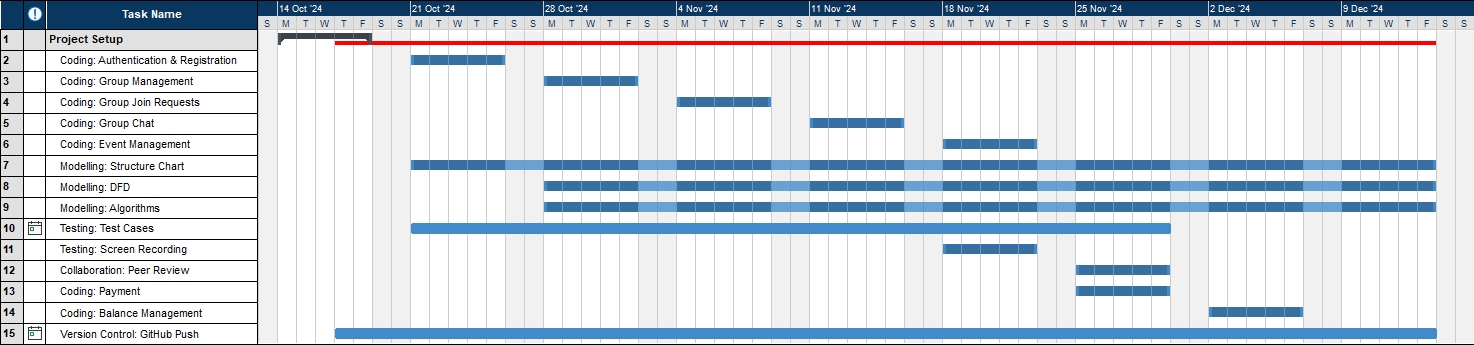 Task Name
14 Oct '24 21 Oct '24 28 Oct '24 4 Nov '24 11 Nov '24 18 Nov '24 25 Nov '24 2 Dec '24 9 Dec '24
S M T W T F S S M T W T F S S M T W T F S S M T W T F S S M T W T F S S M T W T F S S M T W T F S S M T W T F S S M T W T F S S
1 Project Setup
2 Coding: Authentication & Registration
3 Coding: Group Management
4 Coding: Group Join Requests
5 Coding: Group Chat
6 Coding: Event Management
7 Modelling: Structure Chart
8 Modelling: DFD
9 Modelling: Algorithms
10 Testing: Test Cases
11 Testing: Screen Recording
12 Collaboration: Peer Review
13 Coding: Payment
14 Coding: Balance Management
15 Version Control: GitHub Push